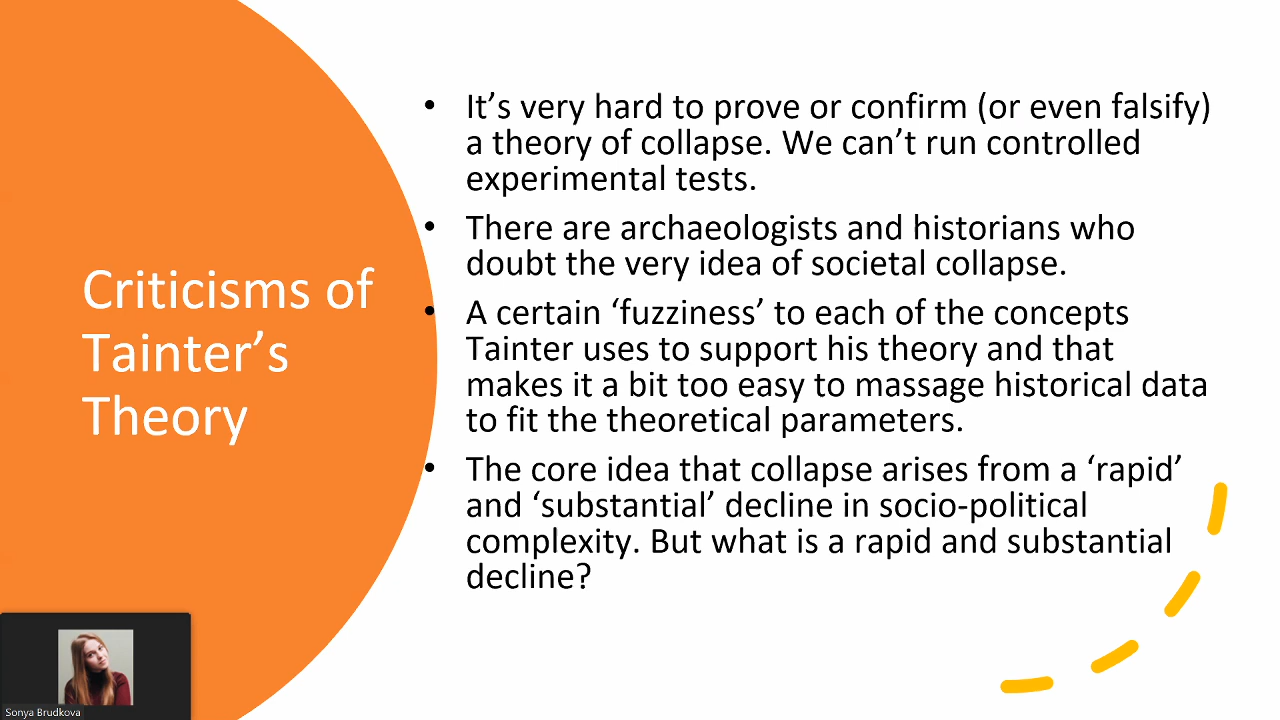 Criticisms of
Tainter’s
Theory
• It’s very hard to prove or confirm (or even falsify)
a theory of collapse. We can’t run controlled
experimental tests.
• There are archaeologists and historians who
doubt the very idea of societal collapse.
• A certain ‘fuzziness’ to each of the concepts
Tainter uses to support his theory and that
makes it a bit too easy to massage historical data
to fit the theoretical parameters.
• The core idea that collapse arises from a ‘rapid’
and ‘substantial’ decline in socio-political
complexity. But what is a rapid and substantial
decline?
Sonya Brudkova